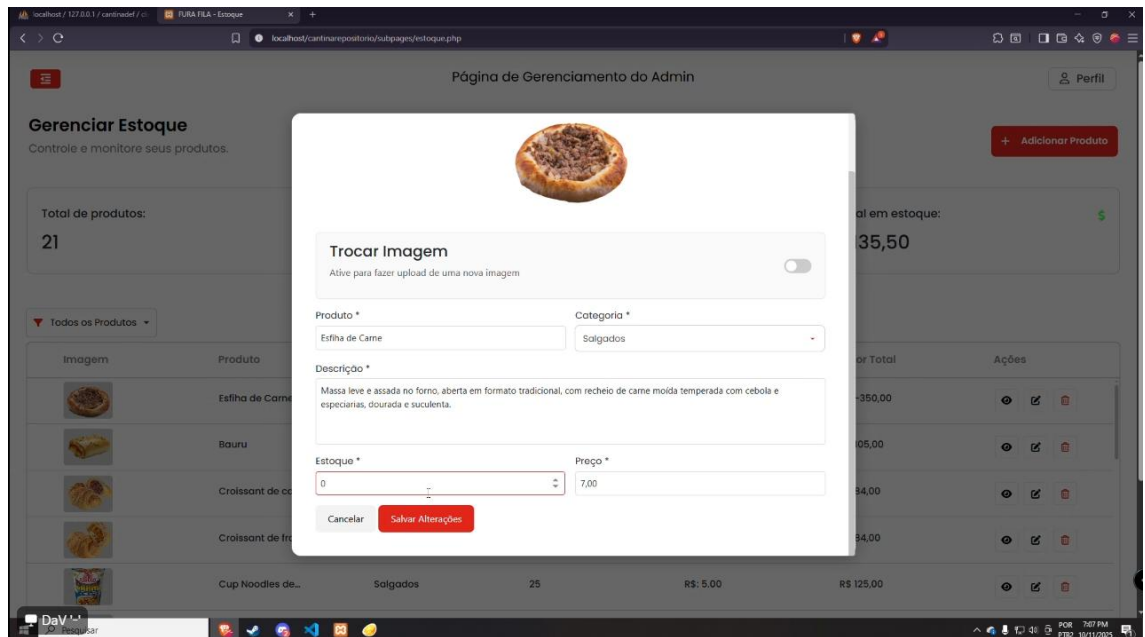 localhost / 127.0.0.1 / cantinadef / cl
FURA FILA - Estoque
localhost/cantinarepositorio/subpages/estoque.php
Página de Gerenciamento do Admin
Perfil
Gerenciar Estoque
Controle e monitore seus produtos.
+ Adicionar Produto
Total de produtos:
21
al em estoque:
35,50
$
Trocar Imagem
Ative para fazer upload de uma nova imagem
Todos os Produtos
Produto *
Categoria *
Esfiha de Carne
Salgados
Descrição *
Massa leve e assada no forno, aberta em formato tradicional, com recheio de carne moída temperada com cebola e
especiarias, dourada e suculenta.
Estoque *
Preço *
0
7,00
Cancelar
Salvar Alterações
Imagem
Produto
or Total
Ações
Esfiha de Carne
-350,00
Bauru
105,00
Croissant de cc
84,00
Croissant de fr
84,00
Cup Noodles de...
Salgados
25
R$: 5.00
R$ 125,00
DaV '-'
Pesquisar
POR
PTB2
7:07 PM
10/11/2025